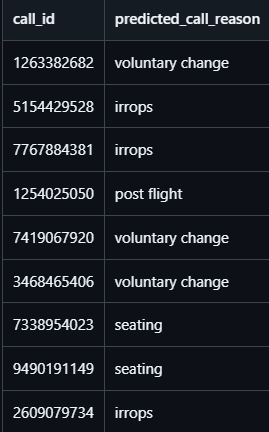 call_id predicted_call_reason
1263382682 voluntary change
5154429528 irrops
7767884381 irrops
1254025050 post flight
7419067920 voluntary change
3468465406 voluntary change
7338954023 seating
9490191149 seating
2609079734 irrops